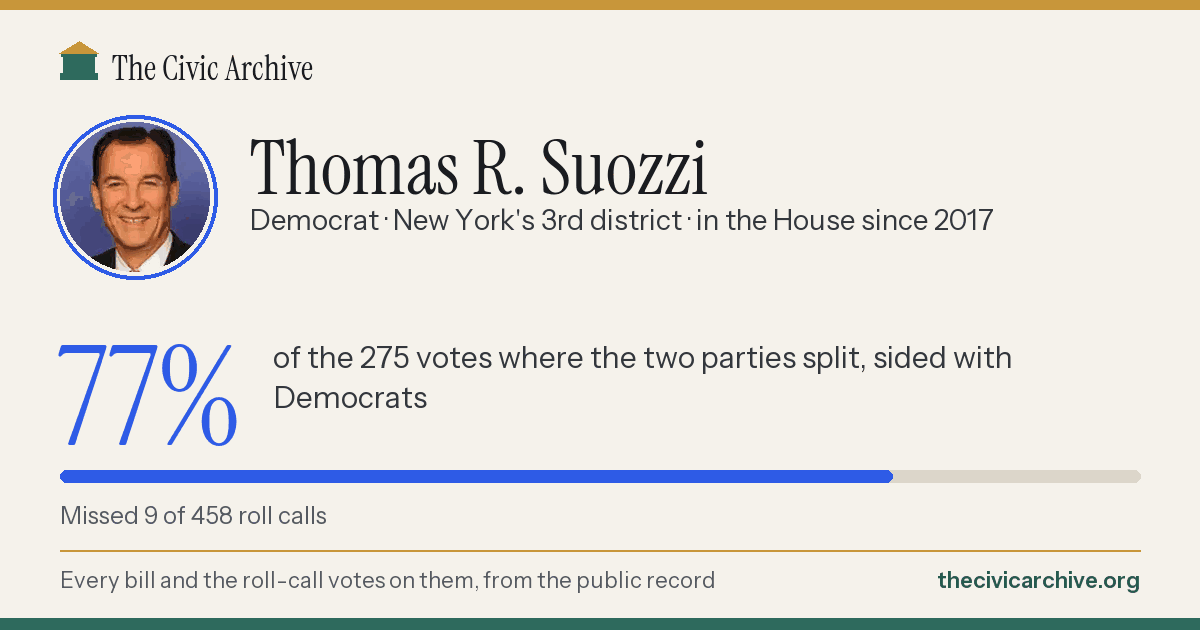 The Civic Archive
Thomas R. Suozzi
Democrat · New York's 3rd district · in the House since 2017
77%
of the 275 votes where the two parties split, sided with
Democrats
Missed 9 of 458 roll calls
Every bill and the roll-call votes on them, from the public record
thecivicarchive.org